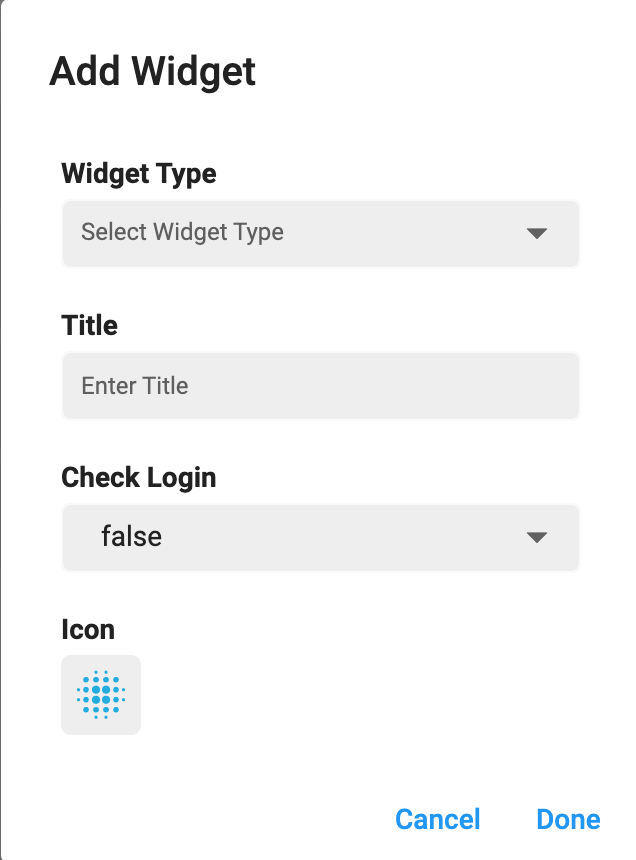 Add Widget
Widget Type
Select Widget Type
Title
Enter Title
Check Login
false
Icon
Cancel Done